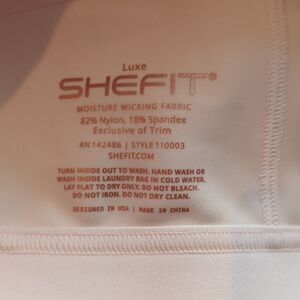 Luxe
SHEFIT®
MOISTURE WICKING FABRIC
82% Nylon, 18% Spandex
Exclusive of Trim
RN 142486 | STYLE 110003
SHEFIT.COM
TURN INSIDE OUT TO WASH. HAND WASH OR
WASH INSIDE LAUNDRY BAG IN COLD WATER.
LAY FLAT TO DRY ONLY. DO NOT BLEACH.
DO NOT IRON. DO NOT DRY CLEAN.
DESIGNED IN USA | MADE IN CHINA